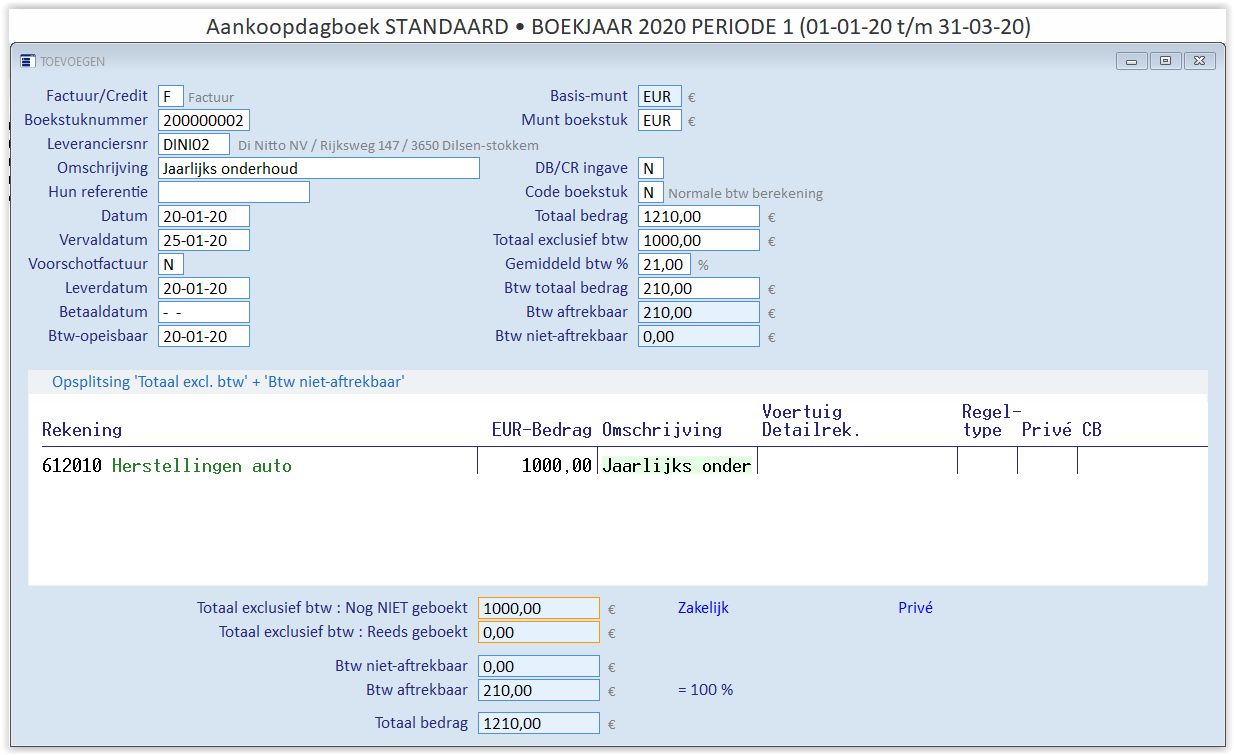 Aankoopdagboek STANDAARD • BOEKJAAR 2020 PERIODE 1 (01-01-20 t/m 31-03-20)
TOEVOEGEN
Factuur/Credit F Factuur
Boekstuknummer 200000002
Leveranciersnr DINI02 Di Nitto NV / Rijksweg 147 / 3650 Dilsen-stokkem
Omschrijving Jaarlijks onderhoud
Hun referentie
Datum 20-01-20
Vervaldatum 25-01-20
Voorschotfactuur N
Leverdatum 20-01-20
Betaaldatum - -
Btw-opeisbaar 20-01-20
Basis-munt EUR €
Munt boekstuk EUR €
DB/CR ingave N
Code boekstuk N Normale btw berekening
Totaal bedrag 1210,00 €
Totaal exclusief btw 1000,00 €
Gemiddeld btw % 21,00 %
Btw totaal bedrag 210,00 €
Btw aftrekbaar 210,00 €
Btw niet-aftrekbaar 0,00 €
Opsplitsing 'Totaal excl. btw' + 'Btw niet-aftrekbaar'
Voertuig Regel-
Rekening EUR-Bedrag Omschrijving Detailrek. type Privé CB
612010 Herstellingen auto 1000,00 Jaarlijks onder
Totaal exclusief btw : Nog NIET geboekt 1000,00 € Zakelijk Privé
Totaal exclusief btw : Reeds geboekt 0,00 €
Btw niet-aftrekbaar 0,00 €
Btw aftrekbaar 210,00 € = 100 %
Totaal bedrag 1210,00 €